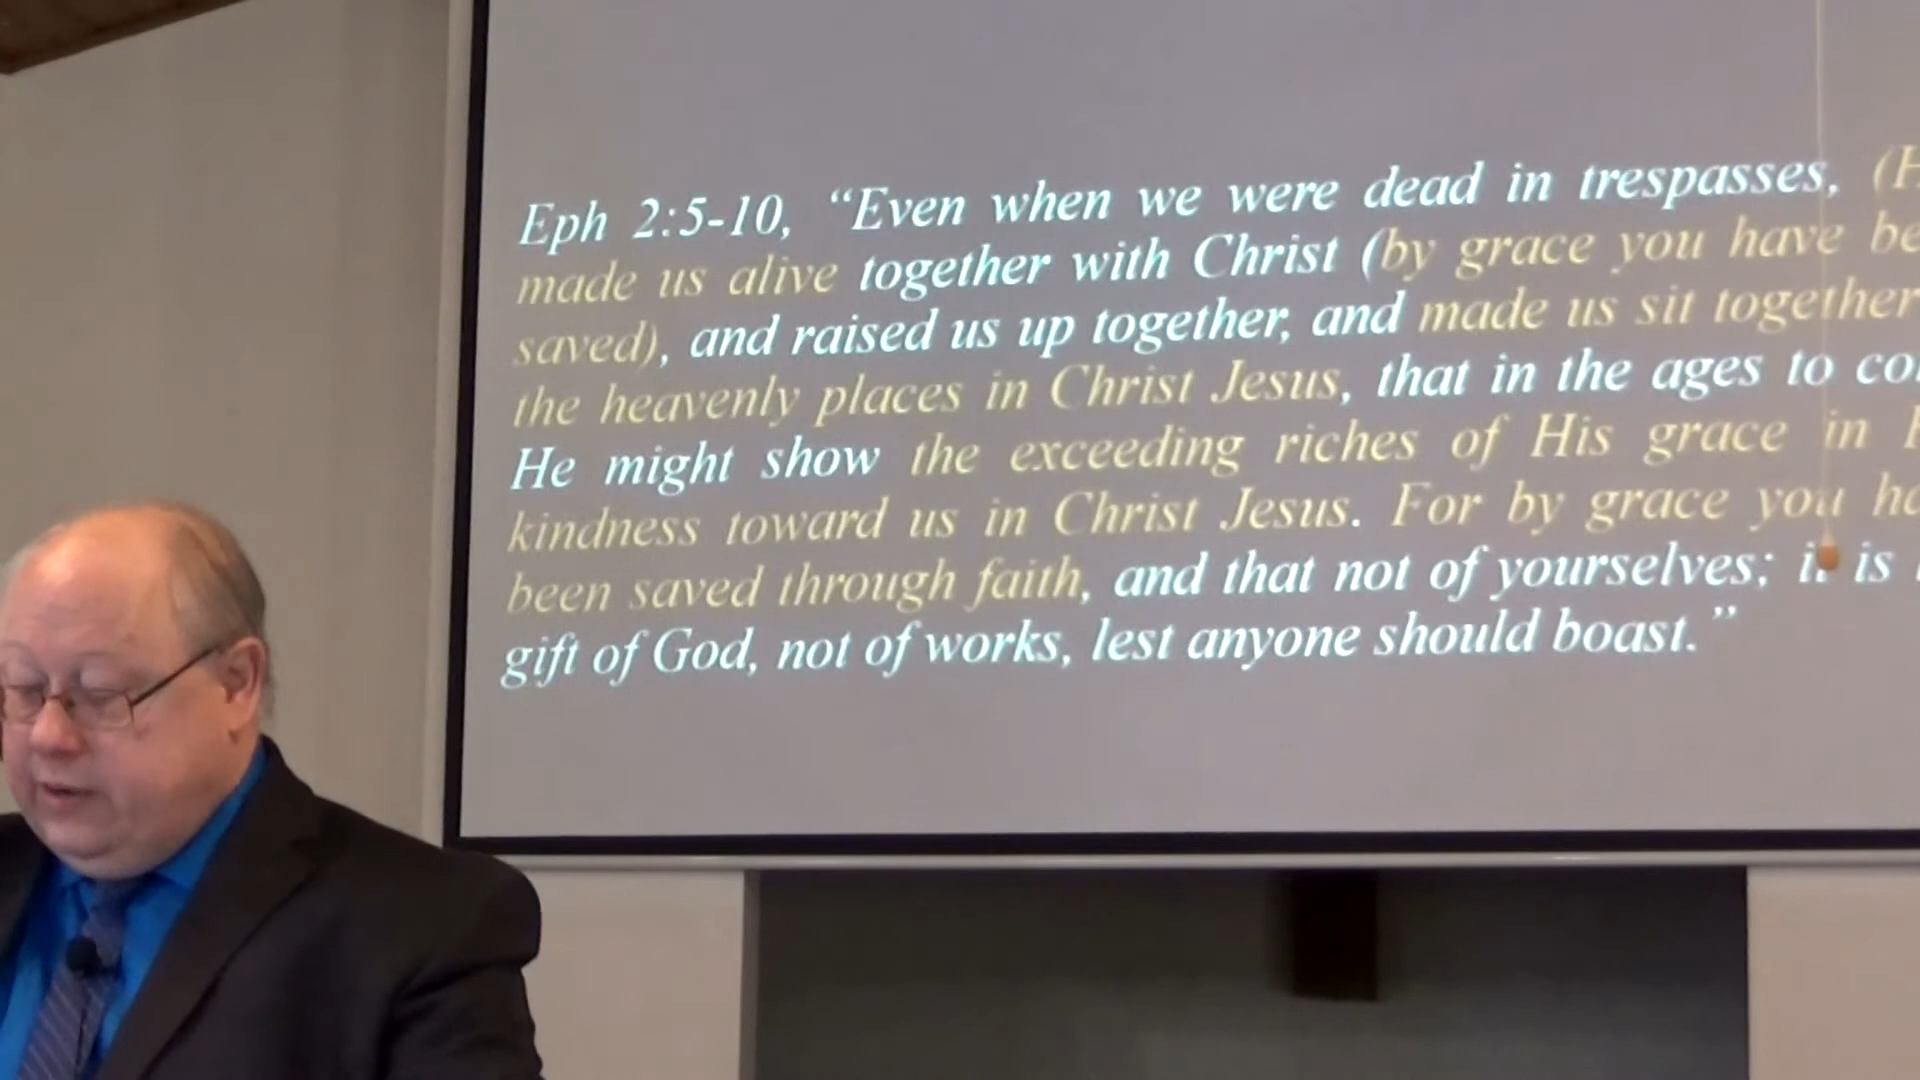 Eph 2:5-10, “Even when we were dead in trespasses,
made us alive together with Christ (by grace you have
saved), and raised us up together, and made us sit together
the heavenly places in Christ Jesus, that in the ages to
He might show the exceeding riches of His grace in
kindness toward us in Christ Jesus. For by grace you
been saved through faith, and that not of yourselves; is
gift of God, not of works, lest anyone should boast.”